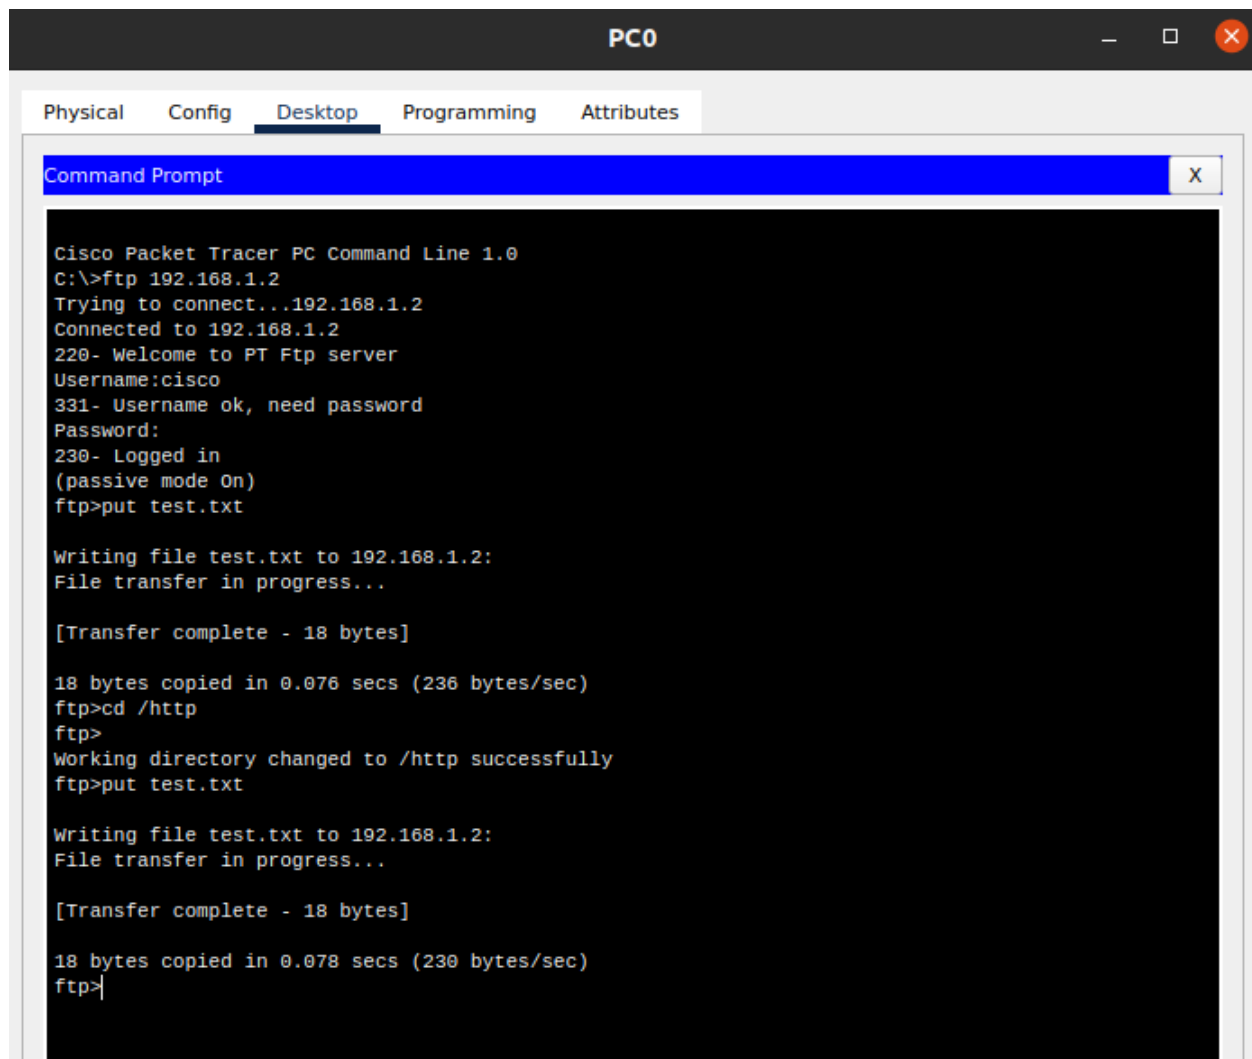 PC0
Physical Config Desktop Programming Attributes
Command Prompt X
Cisco Packet Tracer PC Command Line 1.0
C:\>ftp 192.168.1.2
Trying to connect...192.168.1.2
Connected to 192.168.1.2
220- Welcome to PT Ftp server
Username:cisco
331- Username ok, need password
Password:
230- Logged in
(passive mode On)
ftp>put test.txt
Writing file test.txt to 192.168.1.2:
File transfer in progress...
[Transfer complete - 18 bytes]
18 bytes copied in 0.076 secs (236 bytes/sec)
ftp>cd /http
ftp>
Working directory changed to /http successfully
ftp>put test.txt
Writing file test.txt to 192.168.1.2:
File transfer in progress...
[Transfer complete - 18 bytes]
18 bytes copied in 0.078 secs (230 bytes/sec)
ftp>